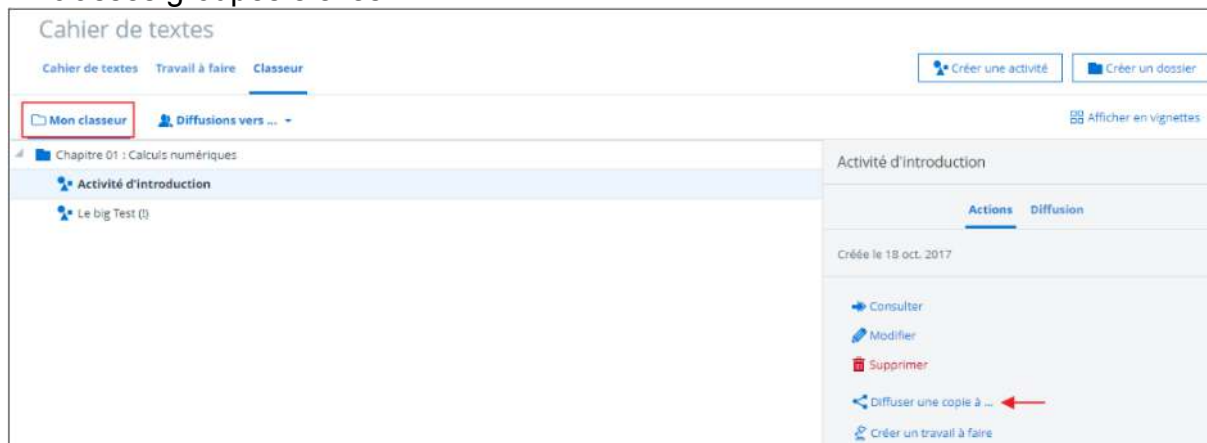 Cahier de textes
Cahier de textes Travail à faire Classeur
Créer une activité Créer un dossier
Mon classeur Diffusions vers ... Afficher en vignettes
Chapitre 01 : Calculs numériques
Activité d'introduction
Le big Test (!)
Activité d'introduction
Actions Diffusion
Créée le 18 oct. 2017
Consulter
Modifier
Supprimer
Diffuser une copie à ...
Créer un travail à faire